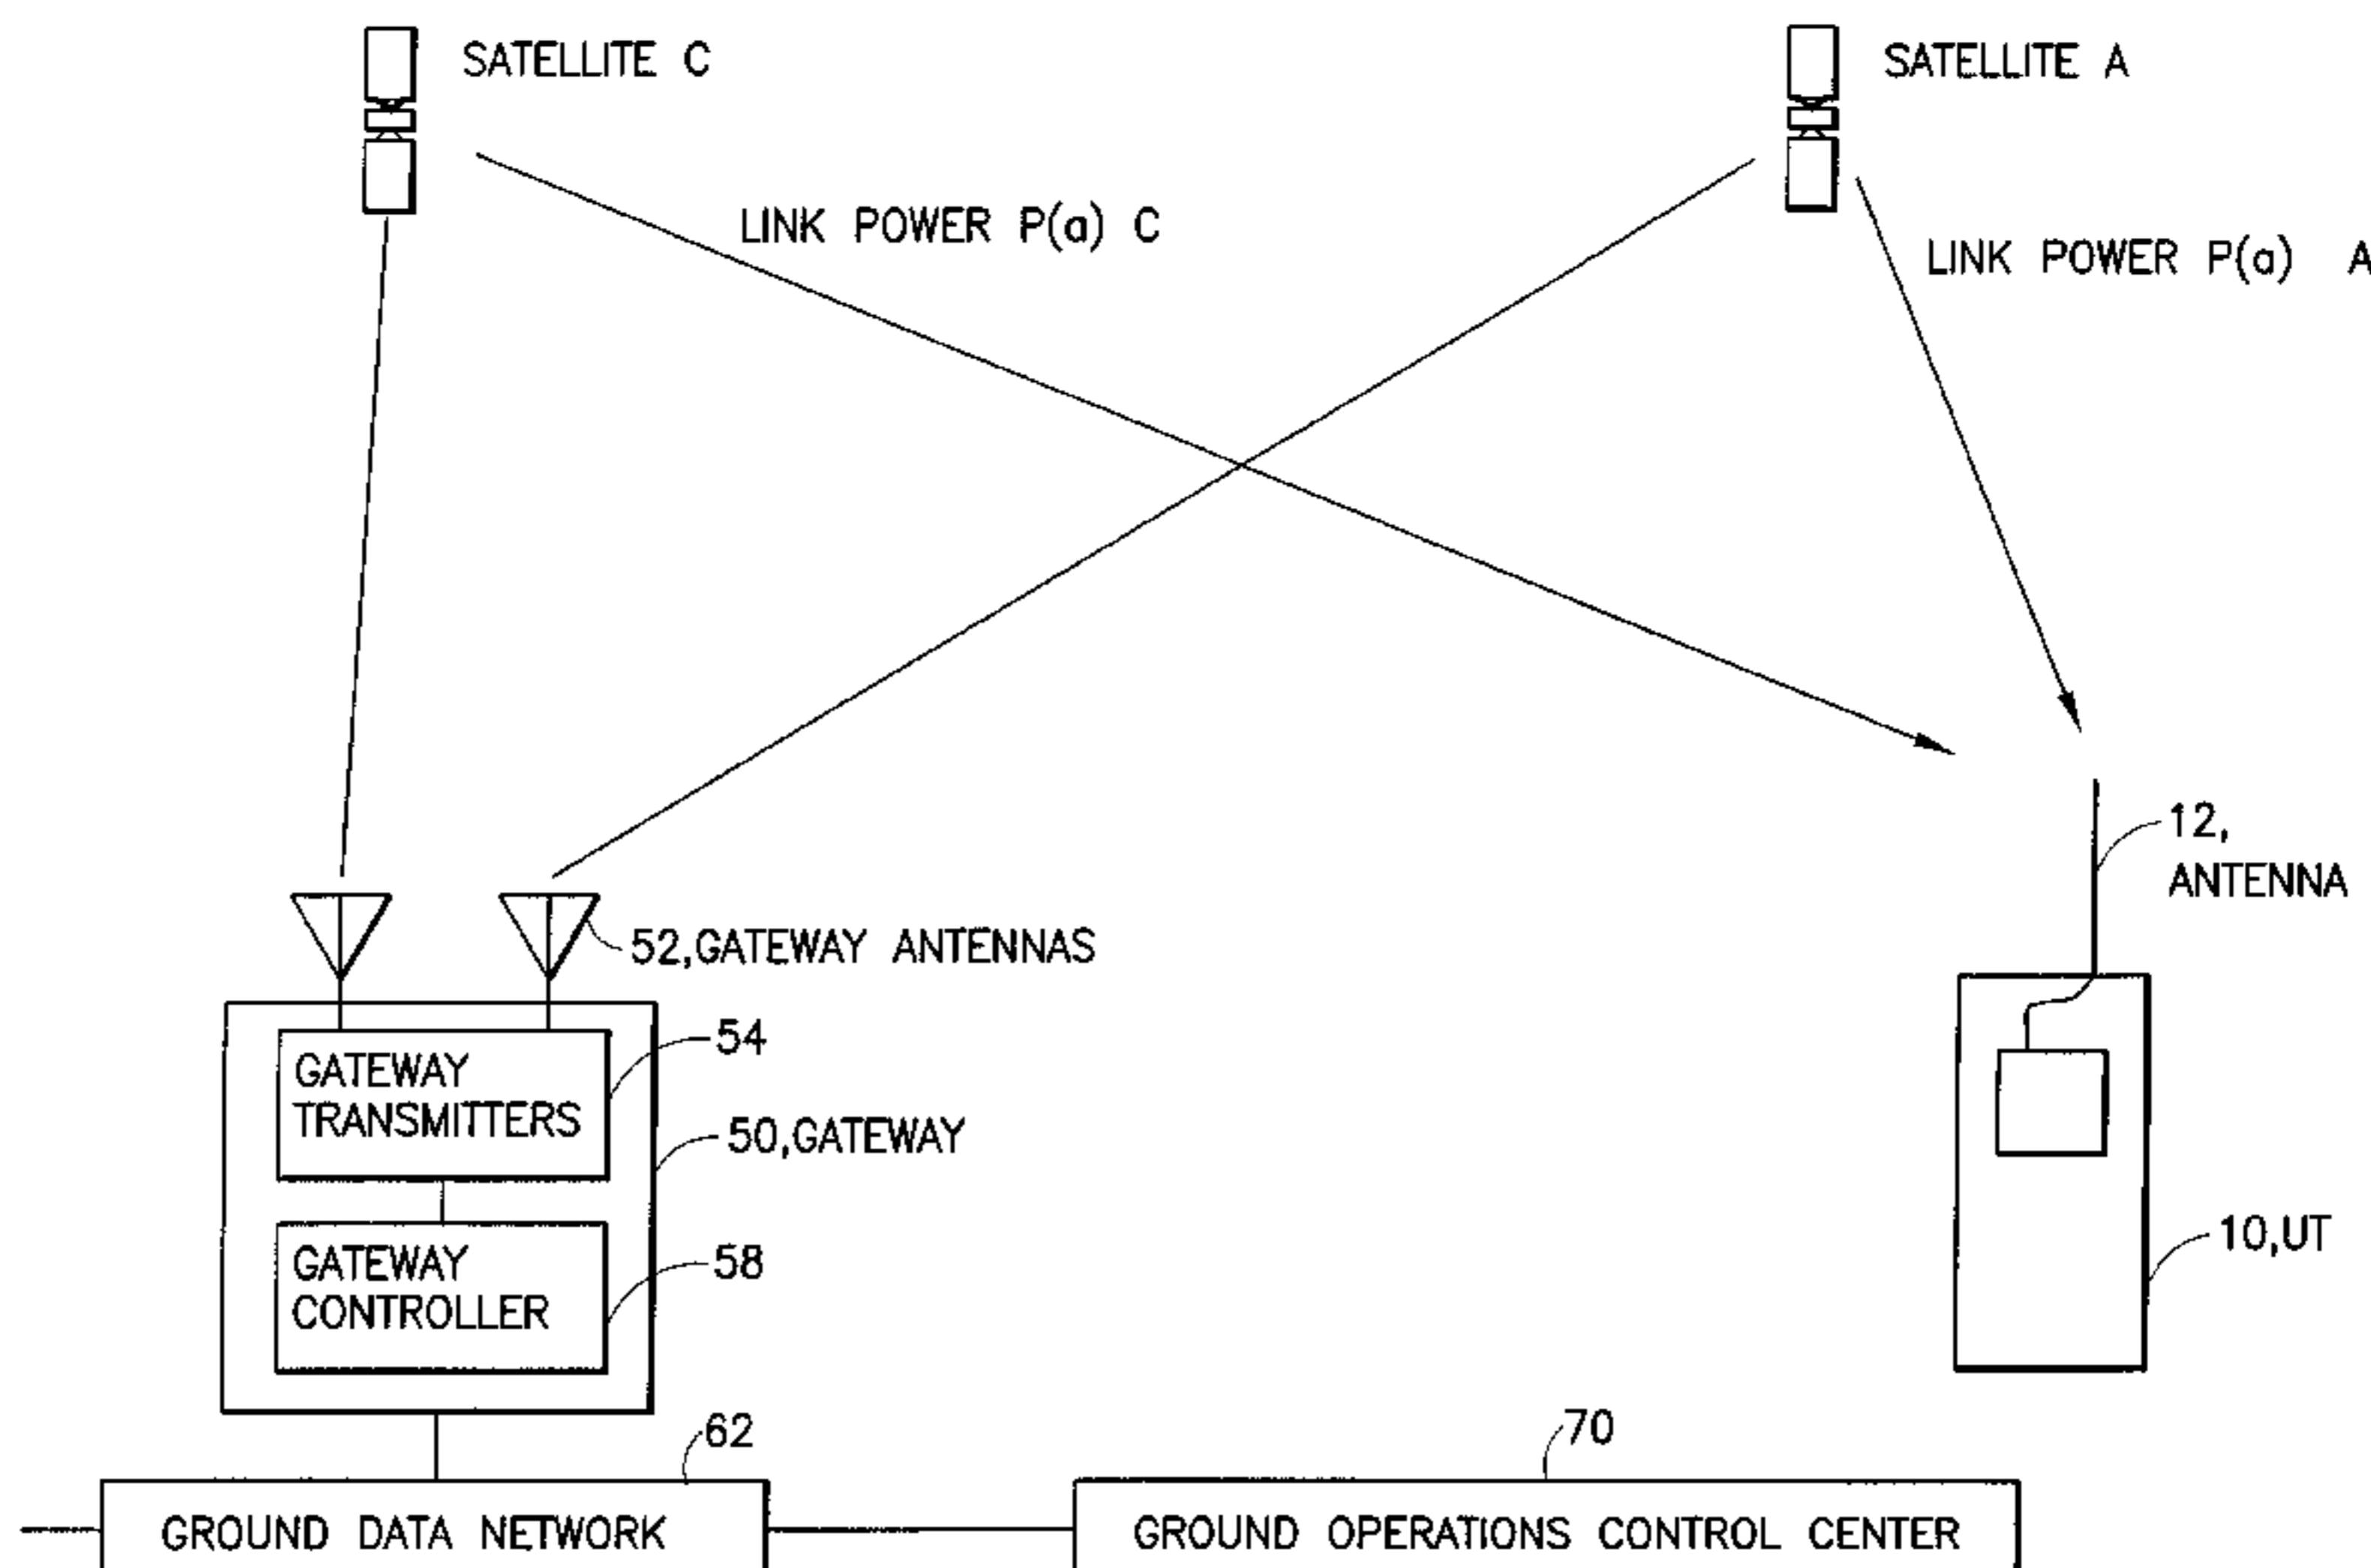 SATELLITE C
SATELLITE A
LINK POWER P(a) C
LINK POWER P(a) A
12,
ANTENNA
52,GATEWAY ANTENNAS
54
GATEWAY
TRANSMITTERS
50,GATEWAY
58
GATEWAY
CONTROLLER
10,UT
62
70
GROUND DATA NETWORK
GROUND OPERATIONS CONTROL CENTER